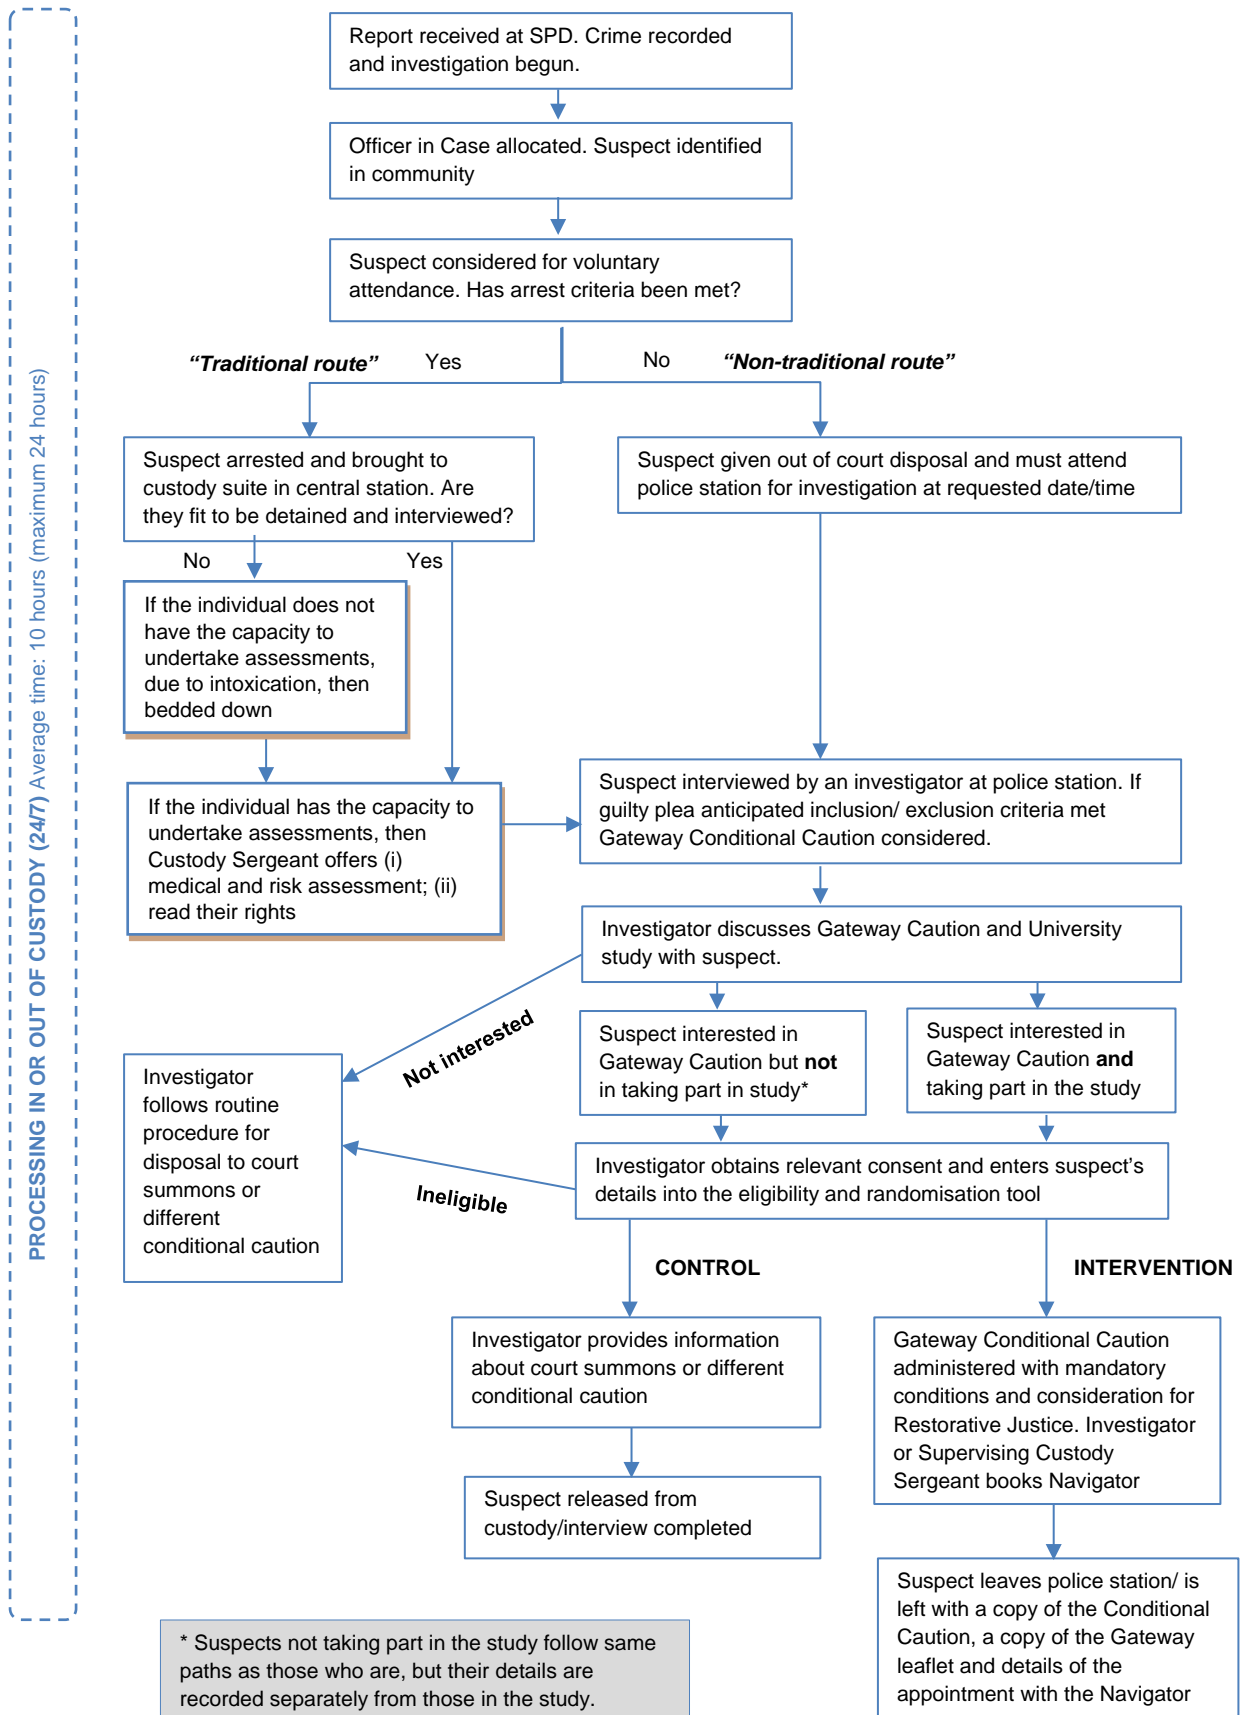 Report received at SPD. Crime recorded
and investigation begun.
Officer in Case allocated. Suspect identified
in community
Suspect considered for voluntary
attendance. Has arrest criteria been met?
“Traditional route”
Yes
No
“Non-traditional route”
Suspect arrested and brought to
custody suite in central station. Are
they fit to be detained and interviewed?
Suspect given out of court disposal and must attend
police station for investigation at requested date/time
No
Yes
If the individual does not
have the capacity to
undertake assessments,
due to intoxication, then
bedded down
If the individual has the capacity to
undertake assessments, then
Custody Sergeant offers (i)
medical and risk assessment; (ii)
read their rights
Suspect interviewed by an investigator at police station. If
guilty plea anticipated inclusion/ exclusion criteria met
Gateway Conditional Caution considered.
Investigator discusses Gateway Caution and University
study with suspect.
Not interested
Suspect interested in
Gateway Caution but not
in taking part in study*
Suspect interested in
Gateway Caution and
taking part in the study
Investigator
follows routine
procedure for
disposal to court
summons or
different
conditional caution
Investigator obtains relevant consent and enters suspect’s
details into the eligibility and randomisation tool
Ineligible
CONTROL
INTERVENTION
Investigator provides information
about court summons or different
conditional caution
Gateway Conditional Caution
administered with mandatory
conditions and consideration for
Restorative Justice. Investigator
or Supervising Custody
Sergeant books Navigator
Suspect released from
custody/interview completed
Suspect leaves police station/ is
left with a copy of the Conditional
Caution, a copy of the Gateway
leaflet and details of the
appointment with the Navigator
* Suspects not taking part in the study follow same
paths as those who are, but their details are
recorded separately from those in the study.
PROCESSING IN OR OUT OF CUSTODY (24/7) Average time: 10 hours (maximum 24 hours)